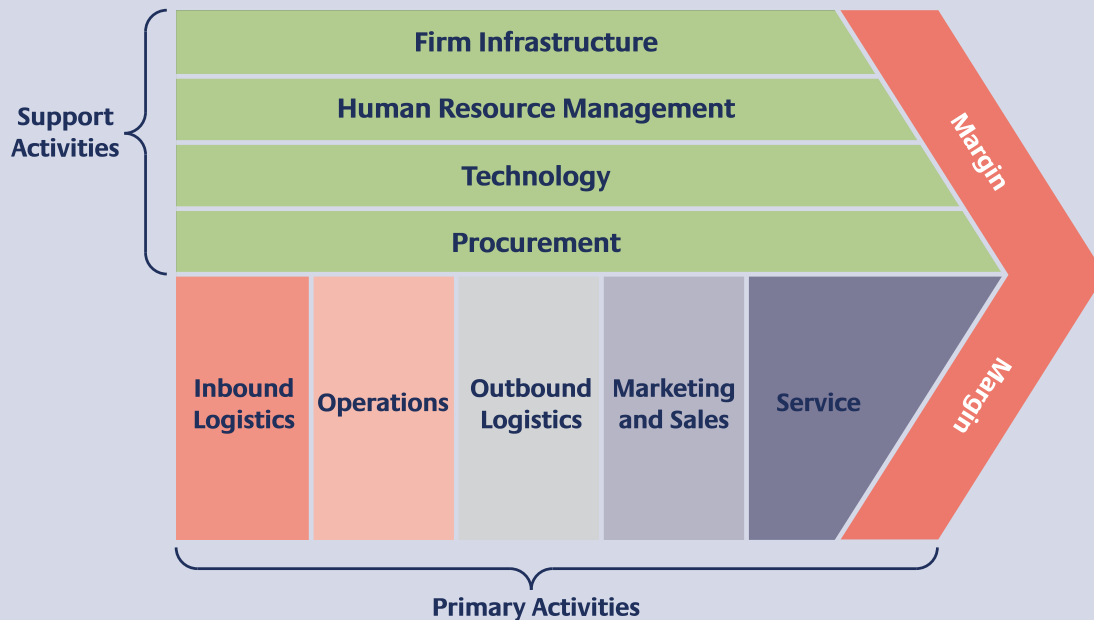 Firm Infrastructure
Human Resource Management
Technology
Procurement
Support
Activities
Margin
Margin
Inbound
Logistics
Operations
Outbound
Logistics
Marketing
and Sales
Service
Primary Activities